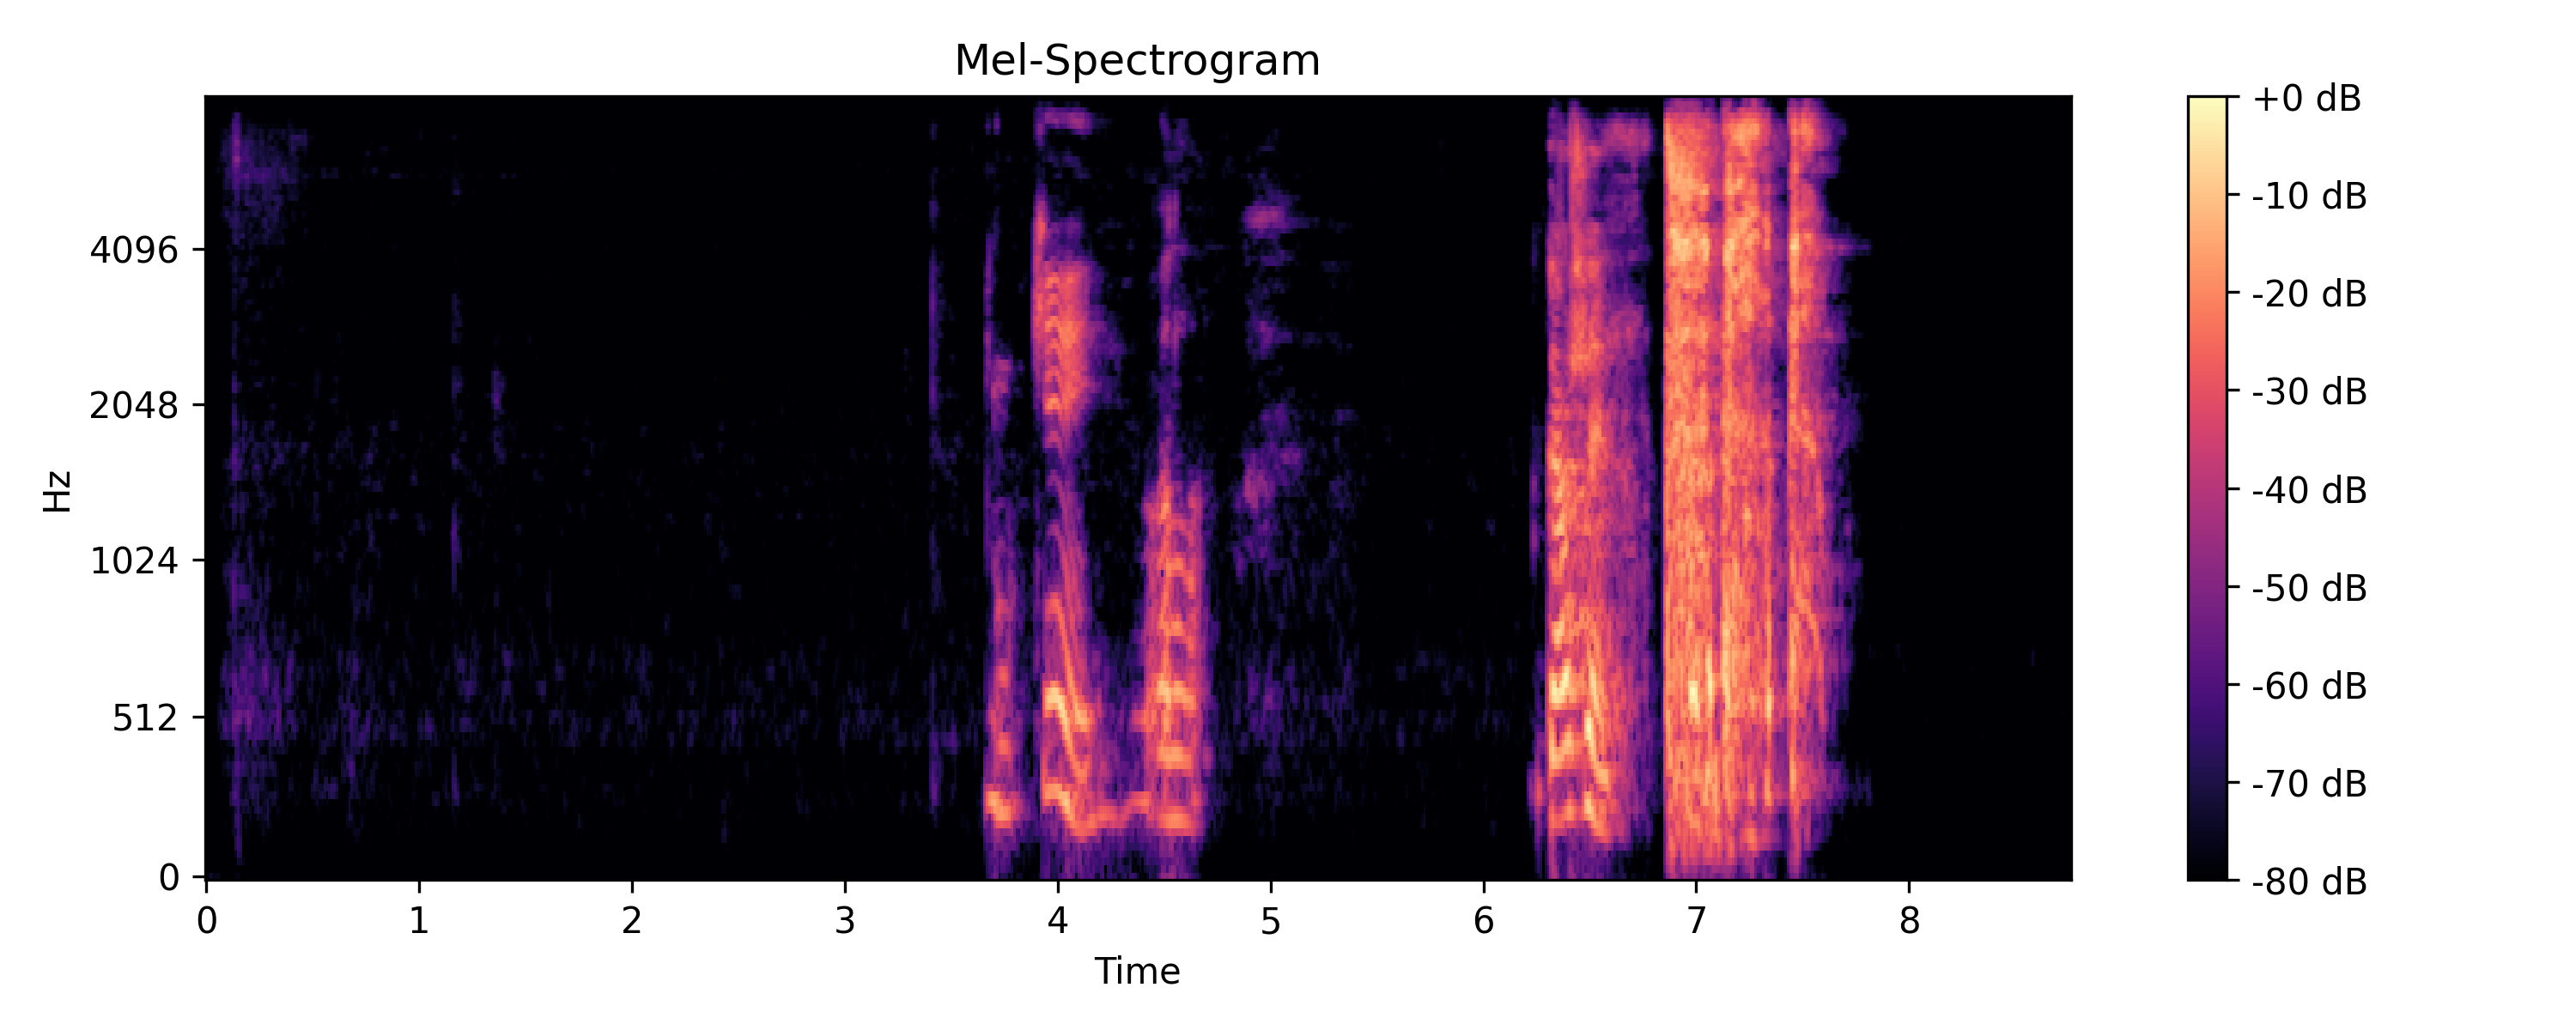 Mel-Spectrogram
+0 dB
-10 dB
-20 dB
-30 dB
-40 dB
-50 dB
-60 dB
-70 dB
-80 dB
4096
2048
1024
512
0
Hz
0 1 2 3 4 5 6 7 8
Time